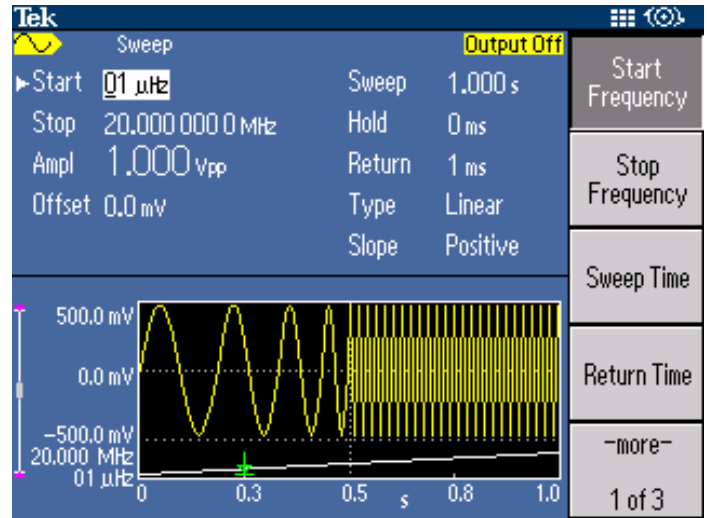 Tek
Sweep Output Off
Start 01 µHz Sweep 1.000 s
Stop 20.000 000 0 MHz Hold 0 ms
Ampl 1.000 Vpp Return 1 ms
Offset 0.0 mV Type Linear
Slope Positive
500.0 mV
0.0 mV
-500.0 mV
20.000 MHz
01 µHz
0 0.3 0.5 s 0.8 1.0
Start
Frequency
Stop
Frequency
Sweep Time
Return Time
-more-
1 of 3